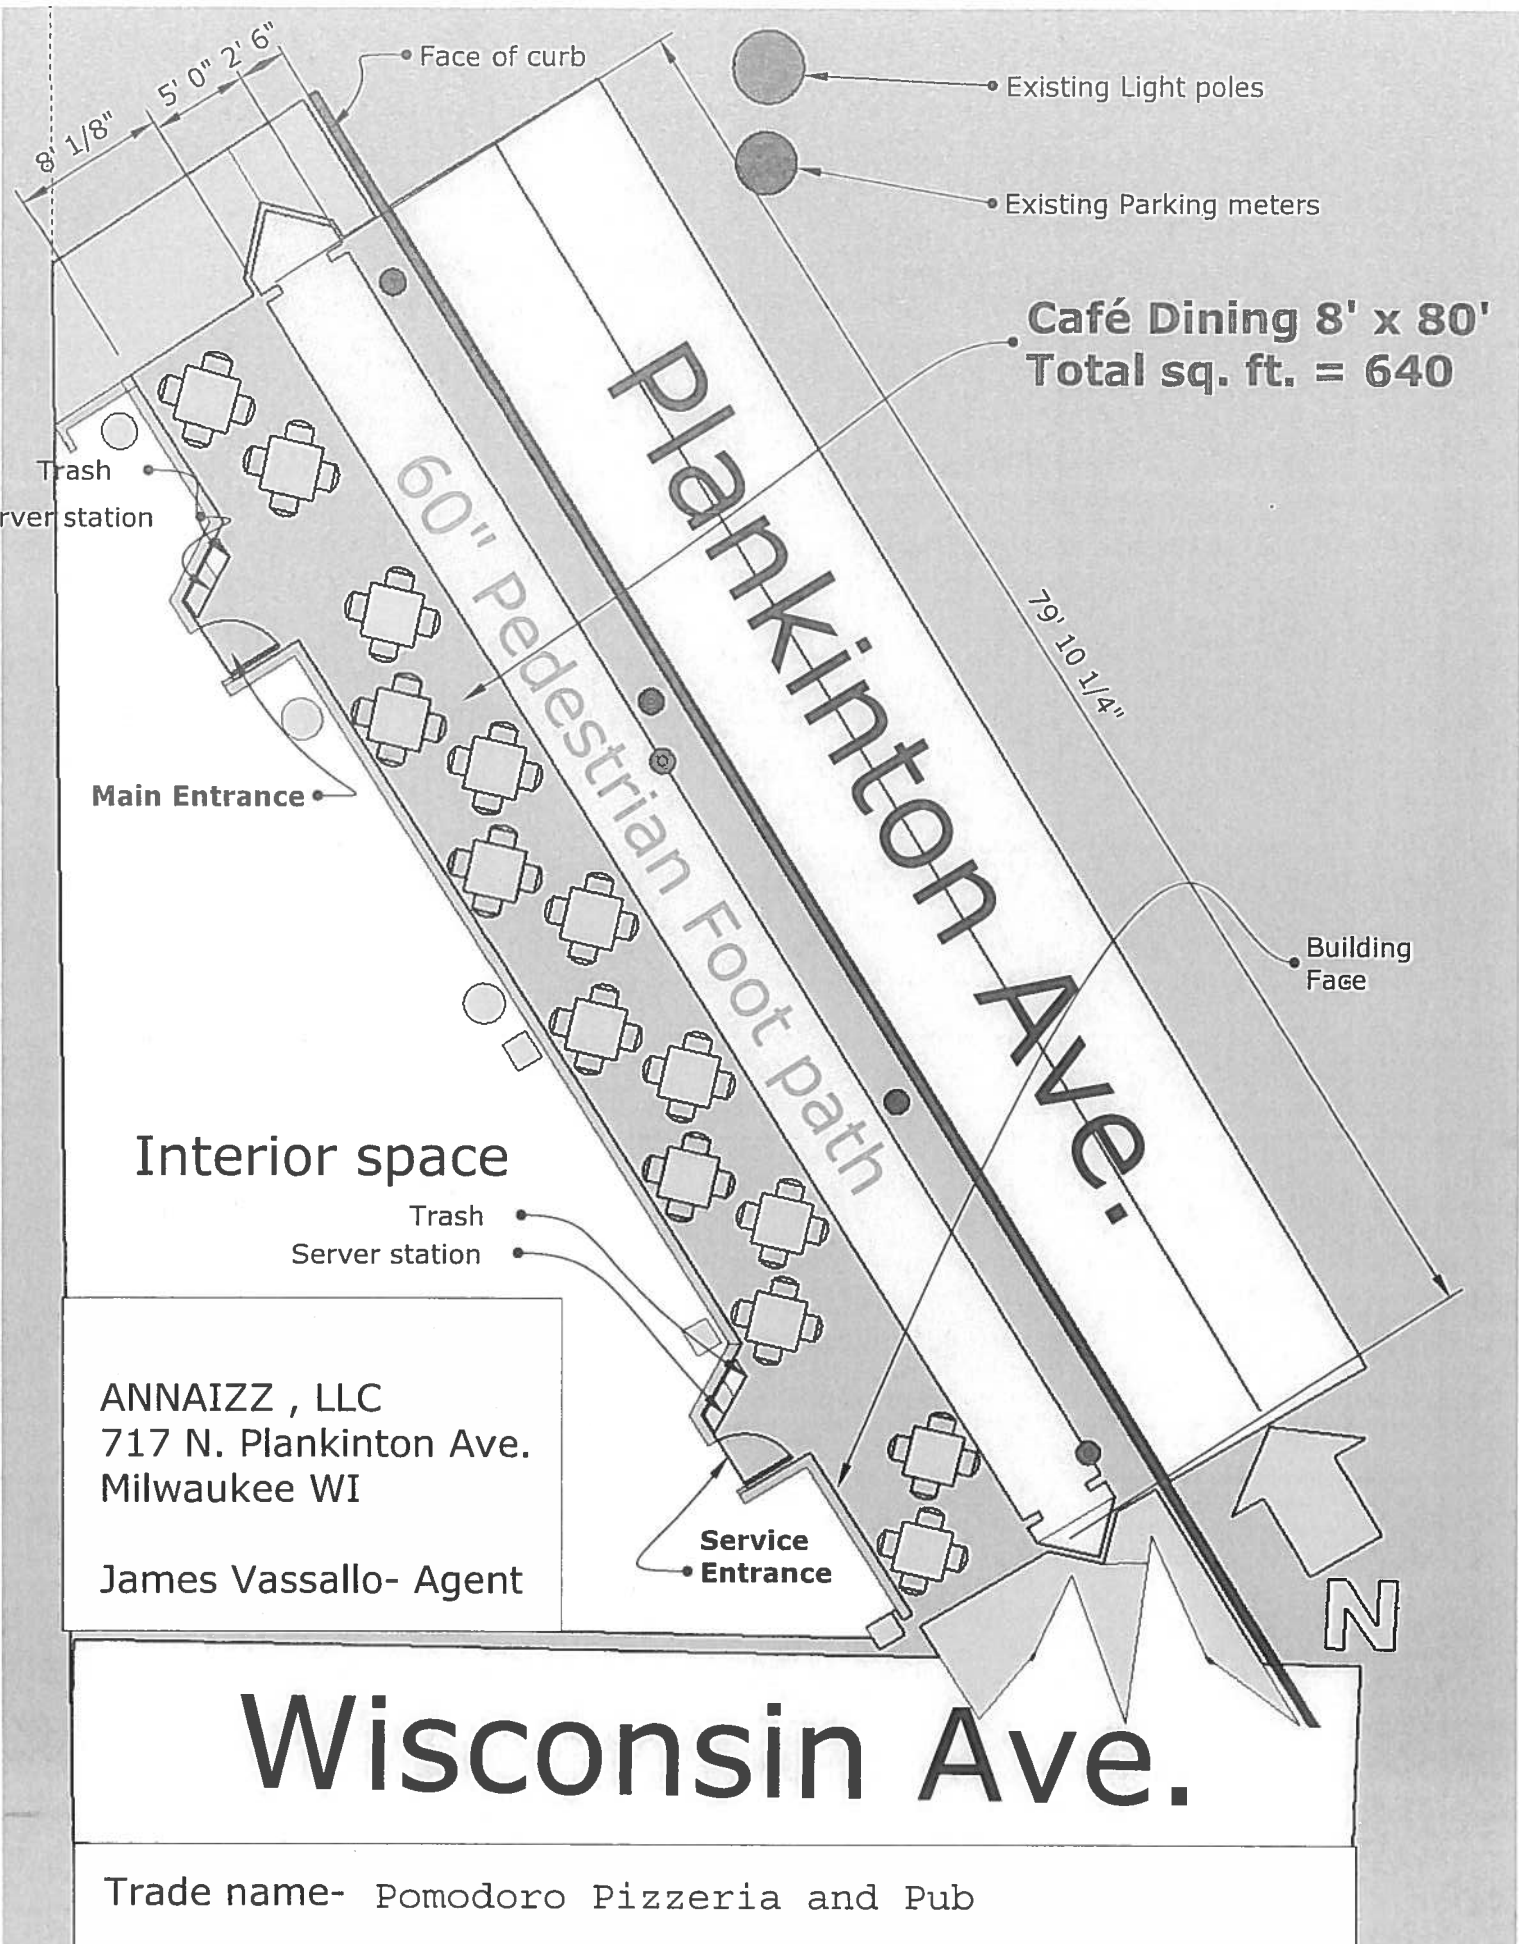 8' 1/8"
5' 0"
2' 6"
Face of curb
Existing Light poles
Existing Parking meters
Café Dining 8' x 80'
Total sq. ft. = 640
Plankinton Ave.
60" Pedestrian Foot path
79' 10 1/4"
Trash
rver station
Main Entrance
Building
Face
Interior space
Trash
Server station
ANNAIZZ , LLC
717 N. Plankinton Ave.
Milwaukee WI
James Vassallo- Agent
Service
Entrance
N
Wisconsin Ave.
Trade name- Pomodoro Pizzeria and Pub